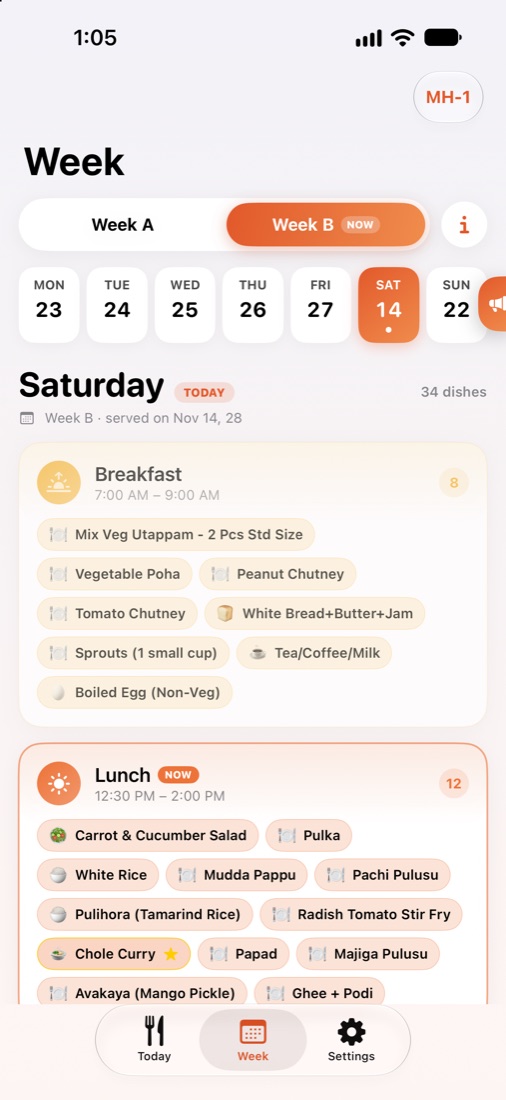 1:05
MH-1
Week
Week A
Week B NOW
i
MON TUE WED THU FRI SAT SUN
23 24 25 26 27 14 22
Saturday TODAY 34 dishes
Week B · served on Nov 14, 28
Breakfast 8
7:00 AM – 9:00 AM
Mix Veg Utappam - 2 Pcs Std Size
Vegetable Poha Peanut Chutney
Tomato Chutney White Bread+Butter+Jam
Sprouts (1 small cup) Tea/Coffee/Milk
Boiled Egg (Non-Veg)
Lunch NOW 12
12:30 PM – 2:00 PM
Carrot & Cucumber Salad Pulka
White Rice Mudda Pappu Pachi Pulusu
Pulihora (Tamarind Rice) Radish Tomato Stir Fry
Chole Curry Papad Majiga Pulusu
Avakaya (Mango Pickle) Ghee + Podi
Today Week Settings